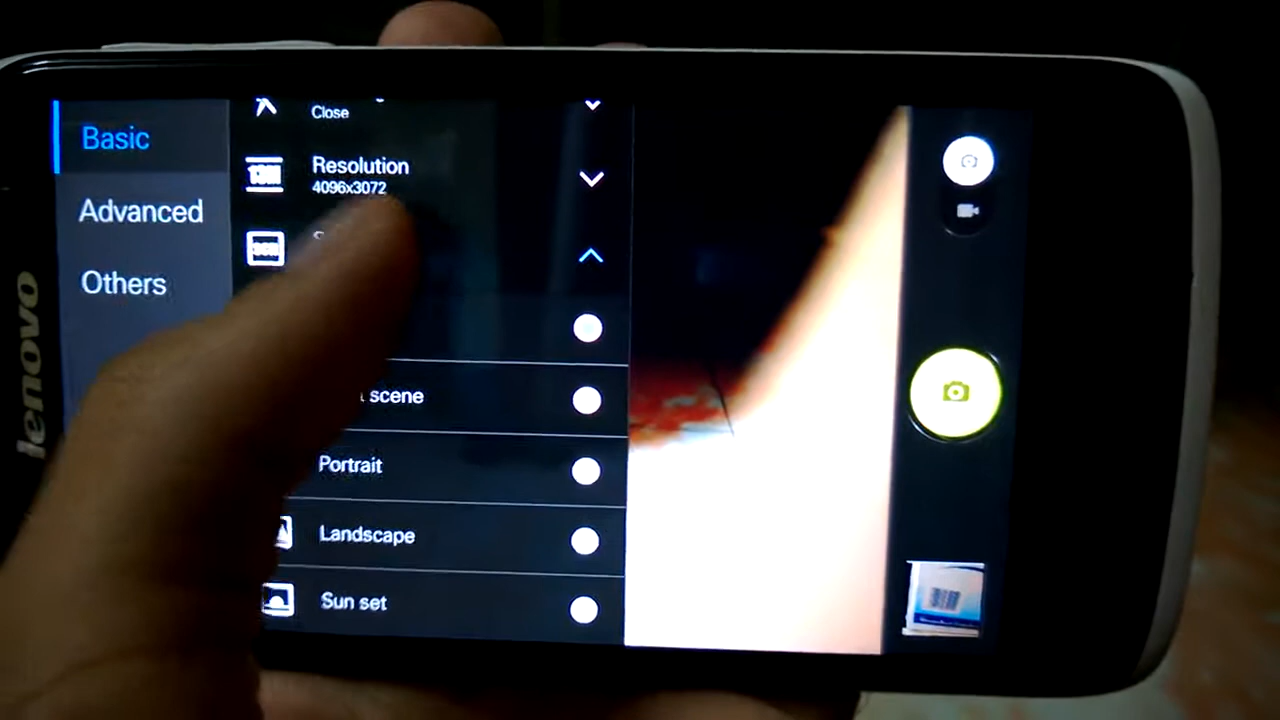 lenovo
Basic
Advanced
Others
Close
Resolution
4096x3072
scene
Portrait
Landscape
Sun set